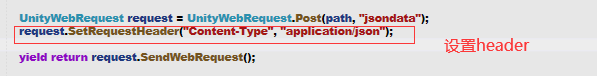 UnityWebRequest request = UnityWebRequest.Post(path, "jsondata");
request.SetRequestHeader("Content-Type", "application/json");
设置header
yield return request.SendWebRequest();